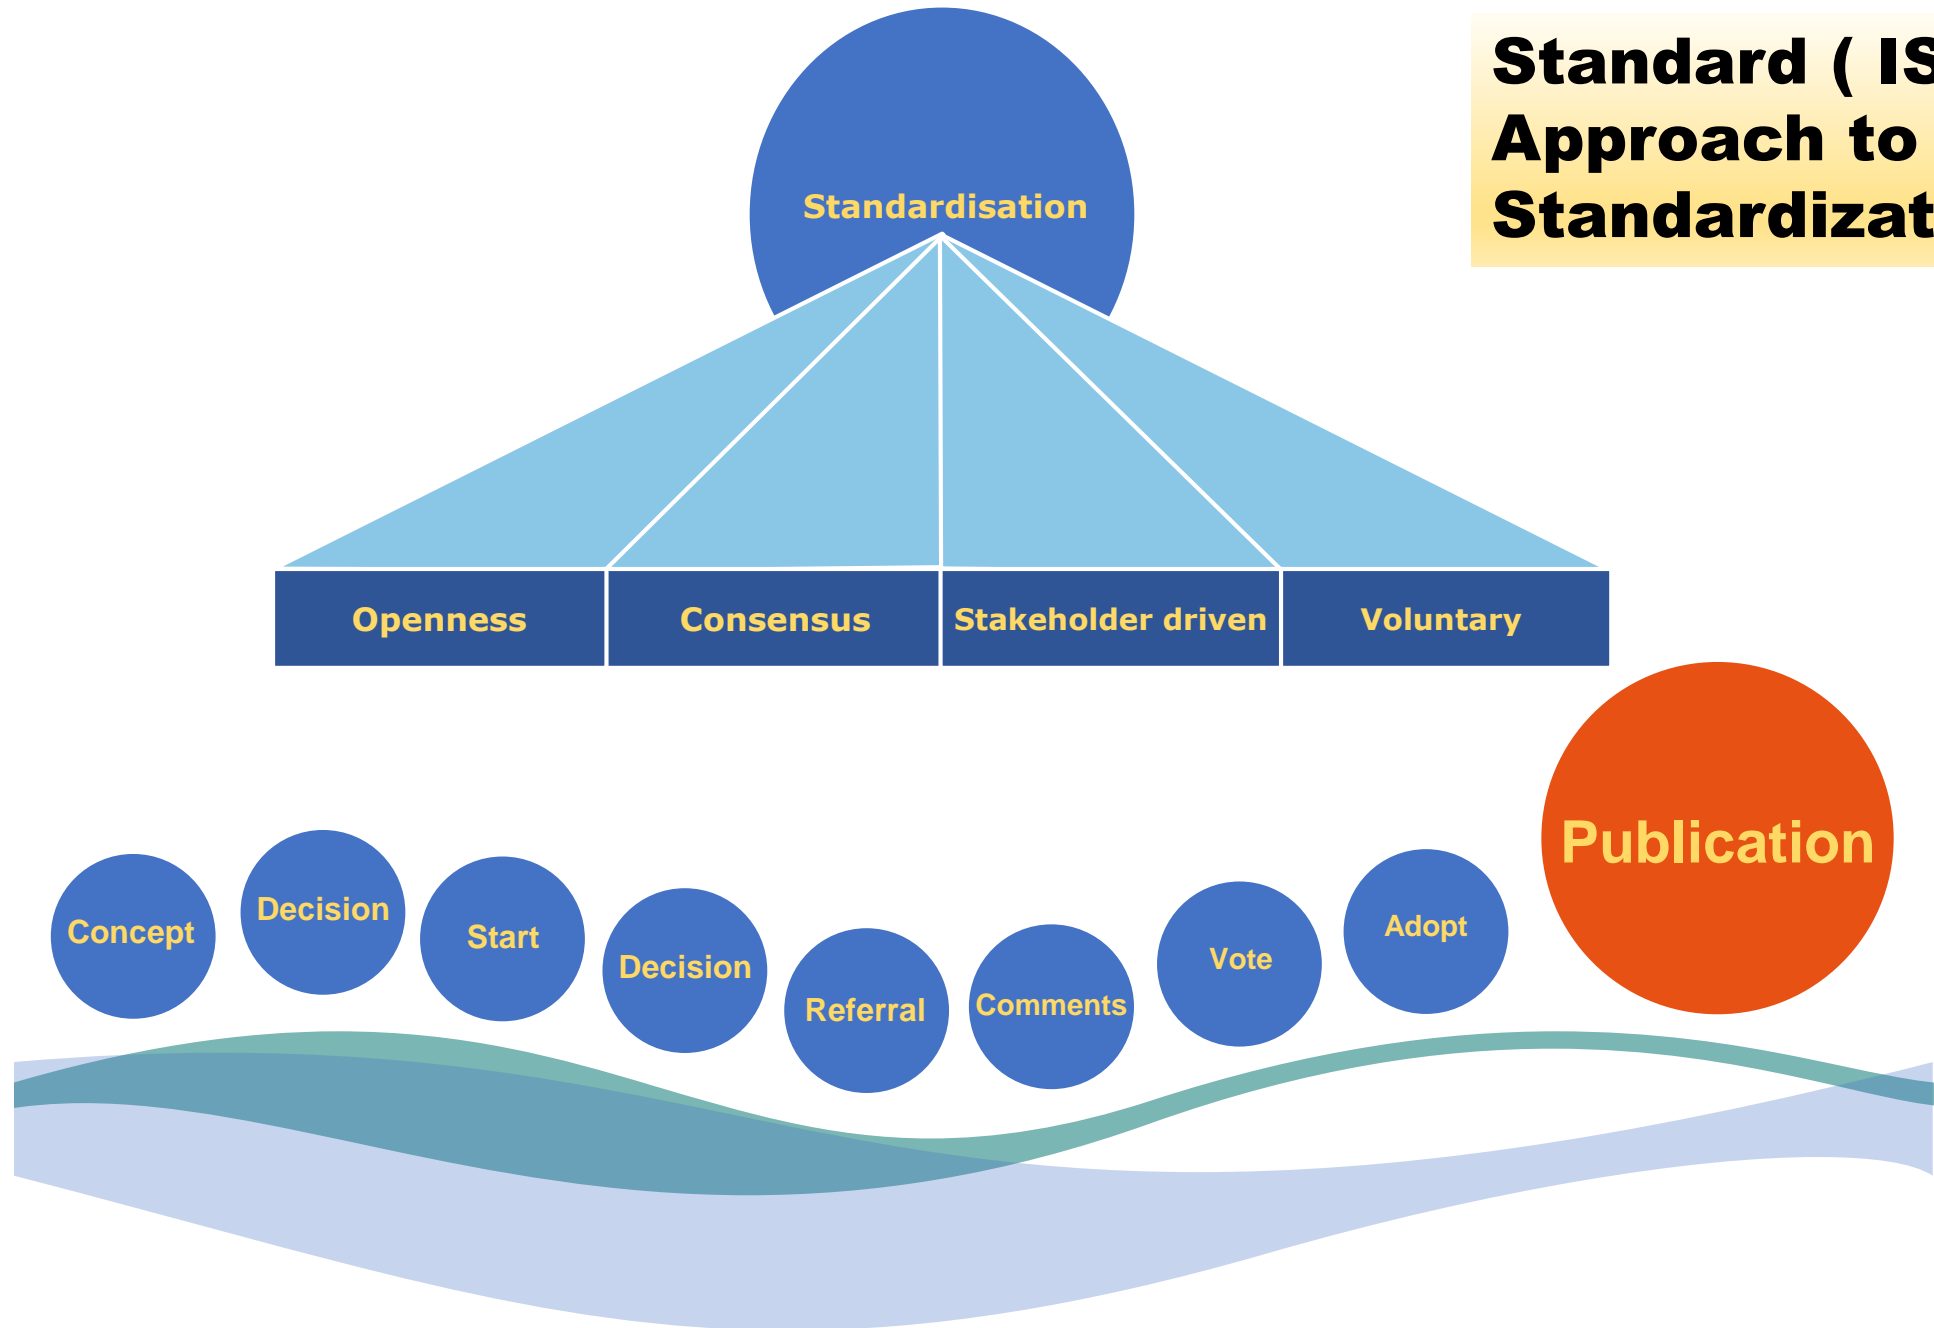 Standard ( IS
Approach to
Standardizat
Standardisation
Openness
Consensus
Stakeholder driven
Voluntary
Publication
Concept
Decision
Start
Decision
Referral
Comments
Vote
Adopt